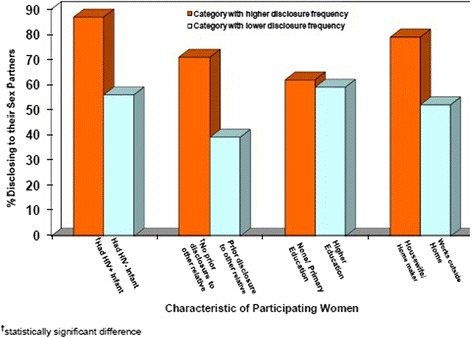 90
80
70
60
50
40
30
20
10
0
% Disclosing to their Sex Partners
Category with higher disclosure frequency
Category with lower disclosure frequency
†Had HIV+ Infant
Had HIV- Infant
†No prior
disclosure to
other relative
Prior disclosure
to other relative
None/ Primary
Education
Higher
Education
Housewife/
Home maker
Works outside
Home
Characteristic of Participating Women
†statistically significant difference